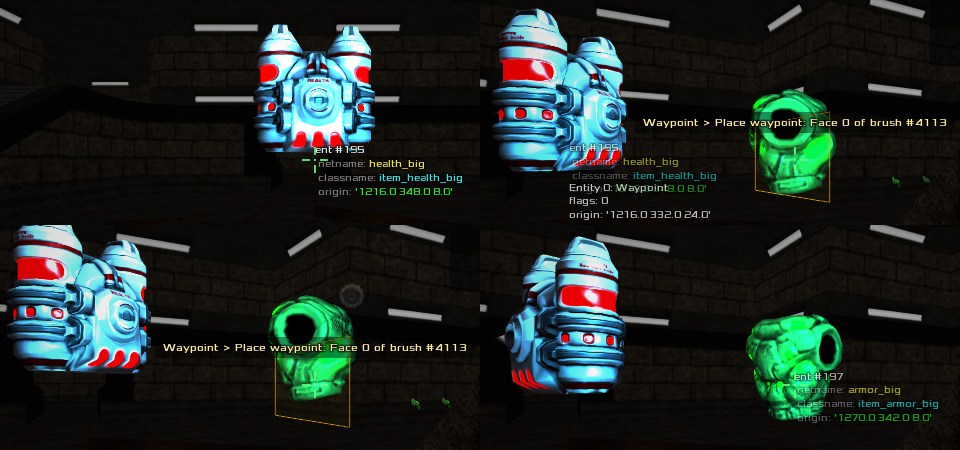 ent #195
netname: health_big
classname: item_health_big
origin: '1216.0 348.0 8.0'
Waypoint > Place waypoint: Face 0 of brush #4113
ent #195
netname: health_big
classname: item_health_big
Entity 0: Waypoint
flags: 0
origin: '1216.0 332.0 24.0'
Waypoint > Place waypoint: Face 0 of brush #4113
ent #197
netname: armor_big
classname: item_armor_big
origin: '1270.0 342.0 8.0'